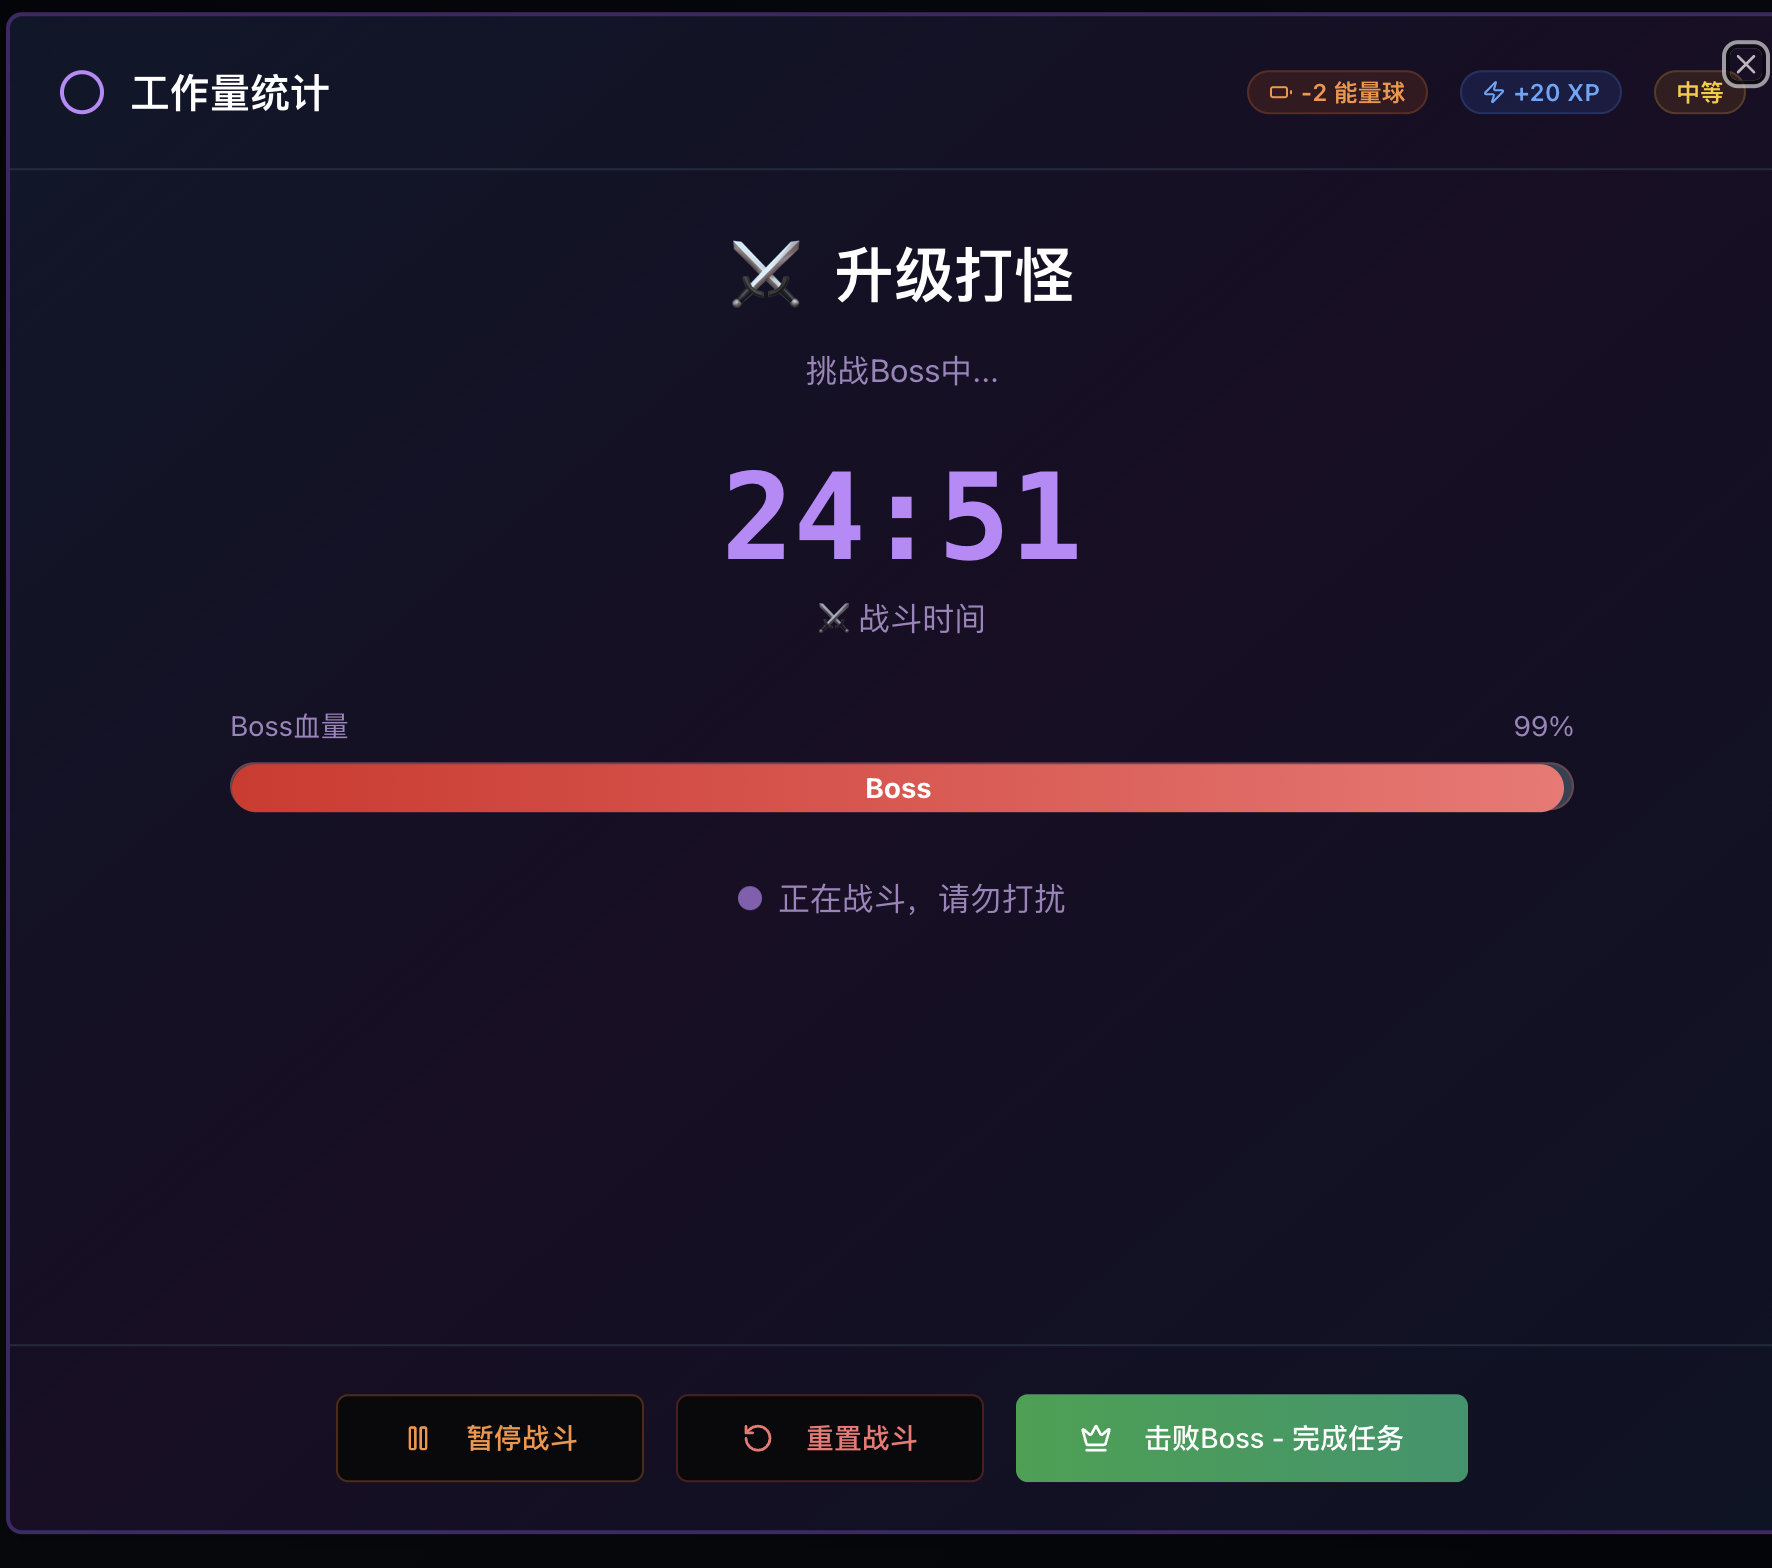 工作量统计
-2 能量球
+20 XP
中等
升级打怪
挑战Boss中...
24:51
战斗时间
Boss血量
99%
Boss
正在战斗，请勿打扰
暂停战斗
重置战斗
击败Boss - 完成任务